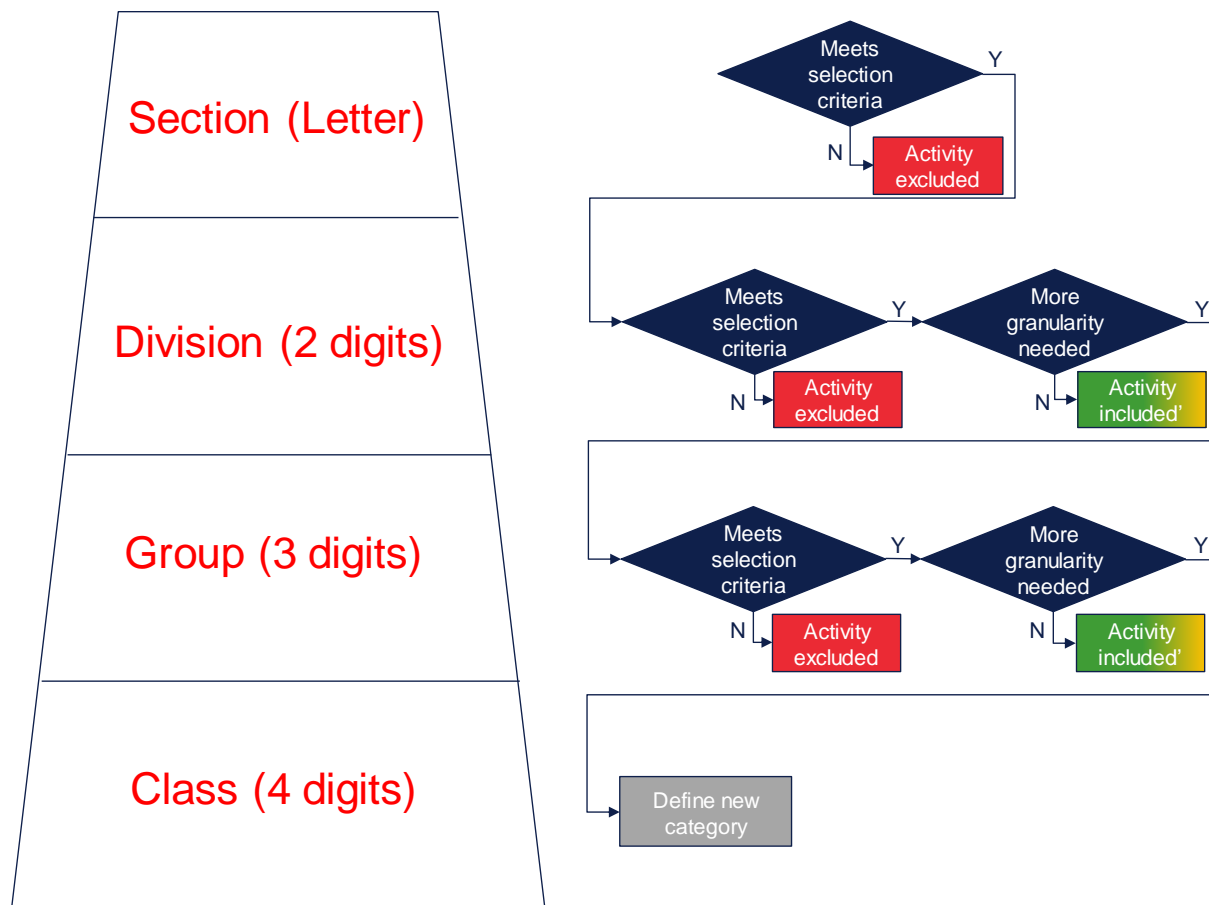 Section (Letter)
Meets
selection
criteria
Y
N
Activity
excluded
Division (2 digits)
Meets
selection
criteria
Y
More
granularity
needed
Y
N
Activity
excluded
N
Activity
included’
Group (3 digits)
Meets
selection
criteria
Y
More
granularity
needed
Y
N
Activity
excluded
N
Activity
included’
Class (4 digits)
Define new
category